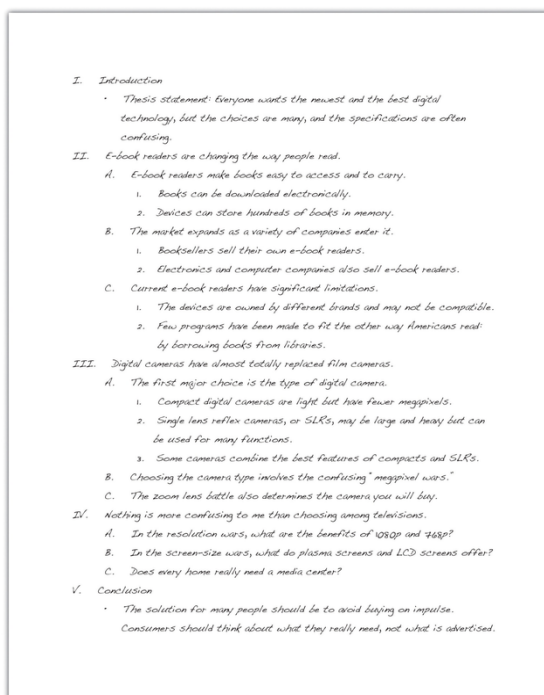 I. Introduction
• Thesis statement: Everyone wants the newest and the best digital
technology, but the choices are many, and the specifications are often
confusing.
II. E-book readers are changing the way people read.
A. E-book readers make books easy to access and to carry.
1. Books can be downloaded electronically.
2. Devices can store hundreds of books in memory.
B. The market expands as a variety of companies enter it.
1. Booksellers sell their own e-book readers.
2. Electronics and computer companies also sell e-book readers.
C. Current e-book readers have significant limitations.
1. The devices are owned by different brands and may not be compatible.
2. Few programs have been made to fit the other way Americans read:
by borrowing books from libraries.
III. Digital cameras have almost totally replaced film cameras.
A. The first major choice is the type of digital camera.
1. Compact digital cameras are light but have fewer megapixels.
2. Single lens reflex cameras, or SLRs, may be large and heavy but can
be used for many functions.
3. Some cameras combine the best features of compacts and SLRs.
B. Choosing the camera type involves the confusing "megapixel wars."
C. The zoom lens battle also determines the camera you will buy.
IV. Nothing is more confusing to me than choosing among televisions.
A. In the resolution wars, what are the benefits of 1080p and 768p?
B. In the screen-size wars, what do plasma screens and LCD screens offer?
C. Does every home really need a media center?
V. Conclusion
• The solution for many people should be to avoid buying on impulse.
Consumers should think about what they really need, not what is advertised.